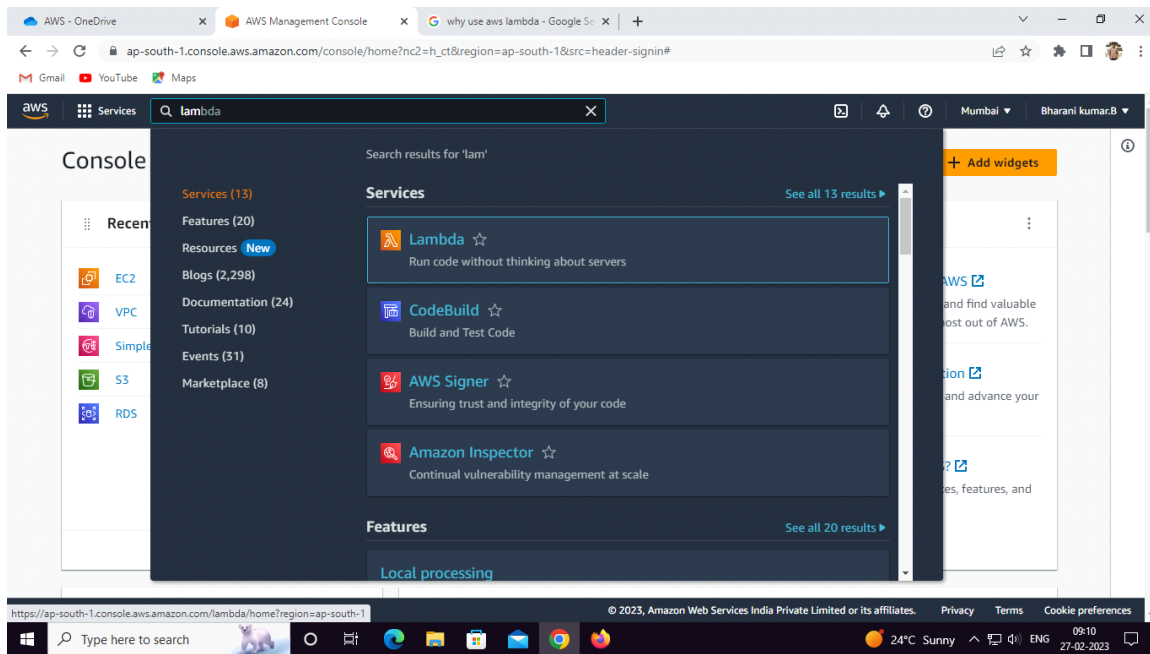 AWS - OneDrive
AWS Management Console
why use aws lambda - Google Se
ap-south-1.console.aws.amazon.com/console/home?nc2=h_ct&region=ap-south-1&src=header-signin#
Gmail YouTube Maps
aws Services lambda Mumbai Bharani kumar.B
Console
Add widgets
Recen
EC2
VPC
Simple
S3
RDS
Search results for 'lam'
Services (13)
Features (20)
Resources New
Blogs (2,298)
Documentation (24)
Tutorials (10)
Events (31)
Marketplace (8)
Services See all 13 results
Lambda
Run code without thinking about servers
CodeBuild
Build and Test Code
AWS Signer
Ensuring trust and integrity of your code
Amazon Inspector
Continual vulnerability management at scale
Features See all 20 results
Local processing
AWS
and find valuable
ost out of AWS.
tion
and advance your
S?
es, features, and
https://ap-south-1.console.aws.amazon.com/lambda/home?region=ap-south-1
© 2023, Amazon Web Services India Private Limited or its affiliates. Privacy Terms Cookie preferences
Type here to search
24°C Sunny ENG
09:10
27-02-2023